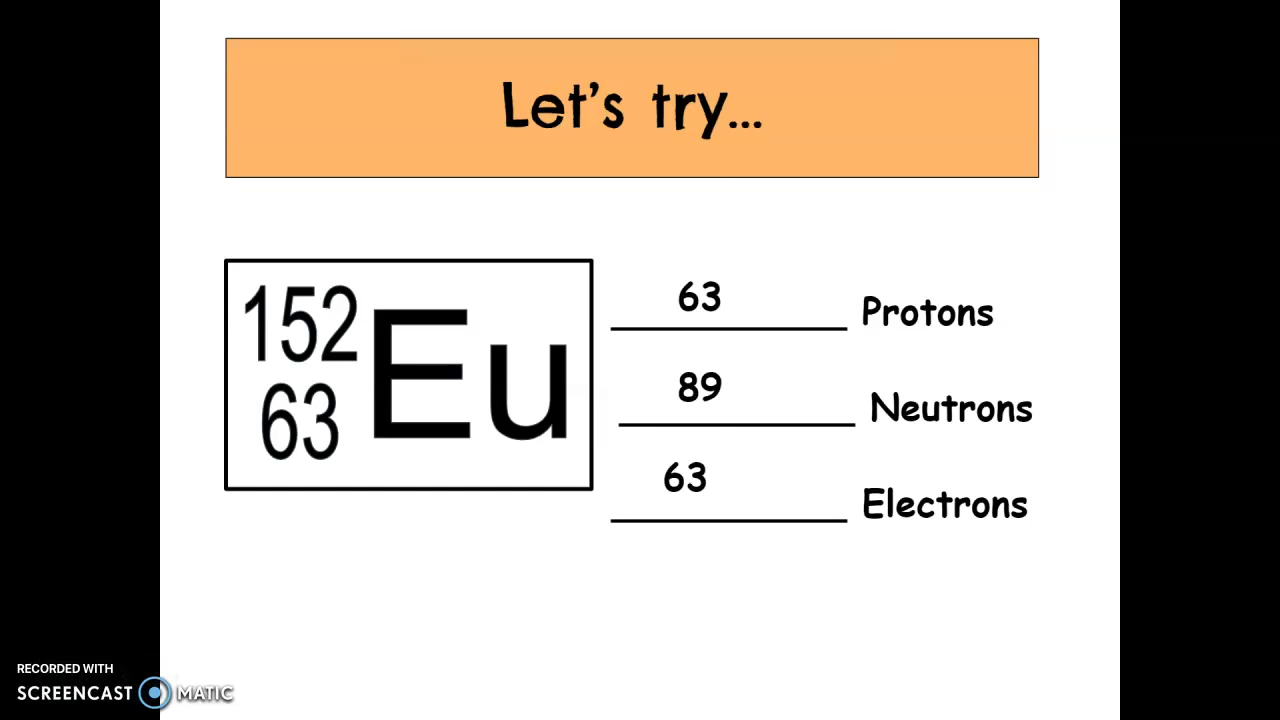 Let's try...
152
63
Eu
63 Protons
89 Neutrons
63 Electrons
RECORDED WITH
SCREENCAST MATIC